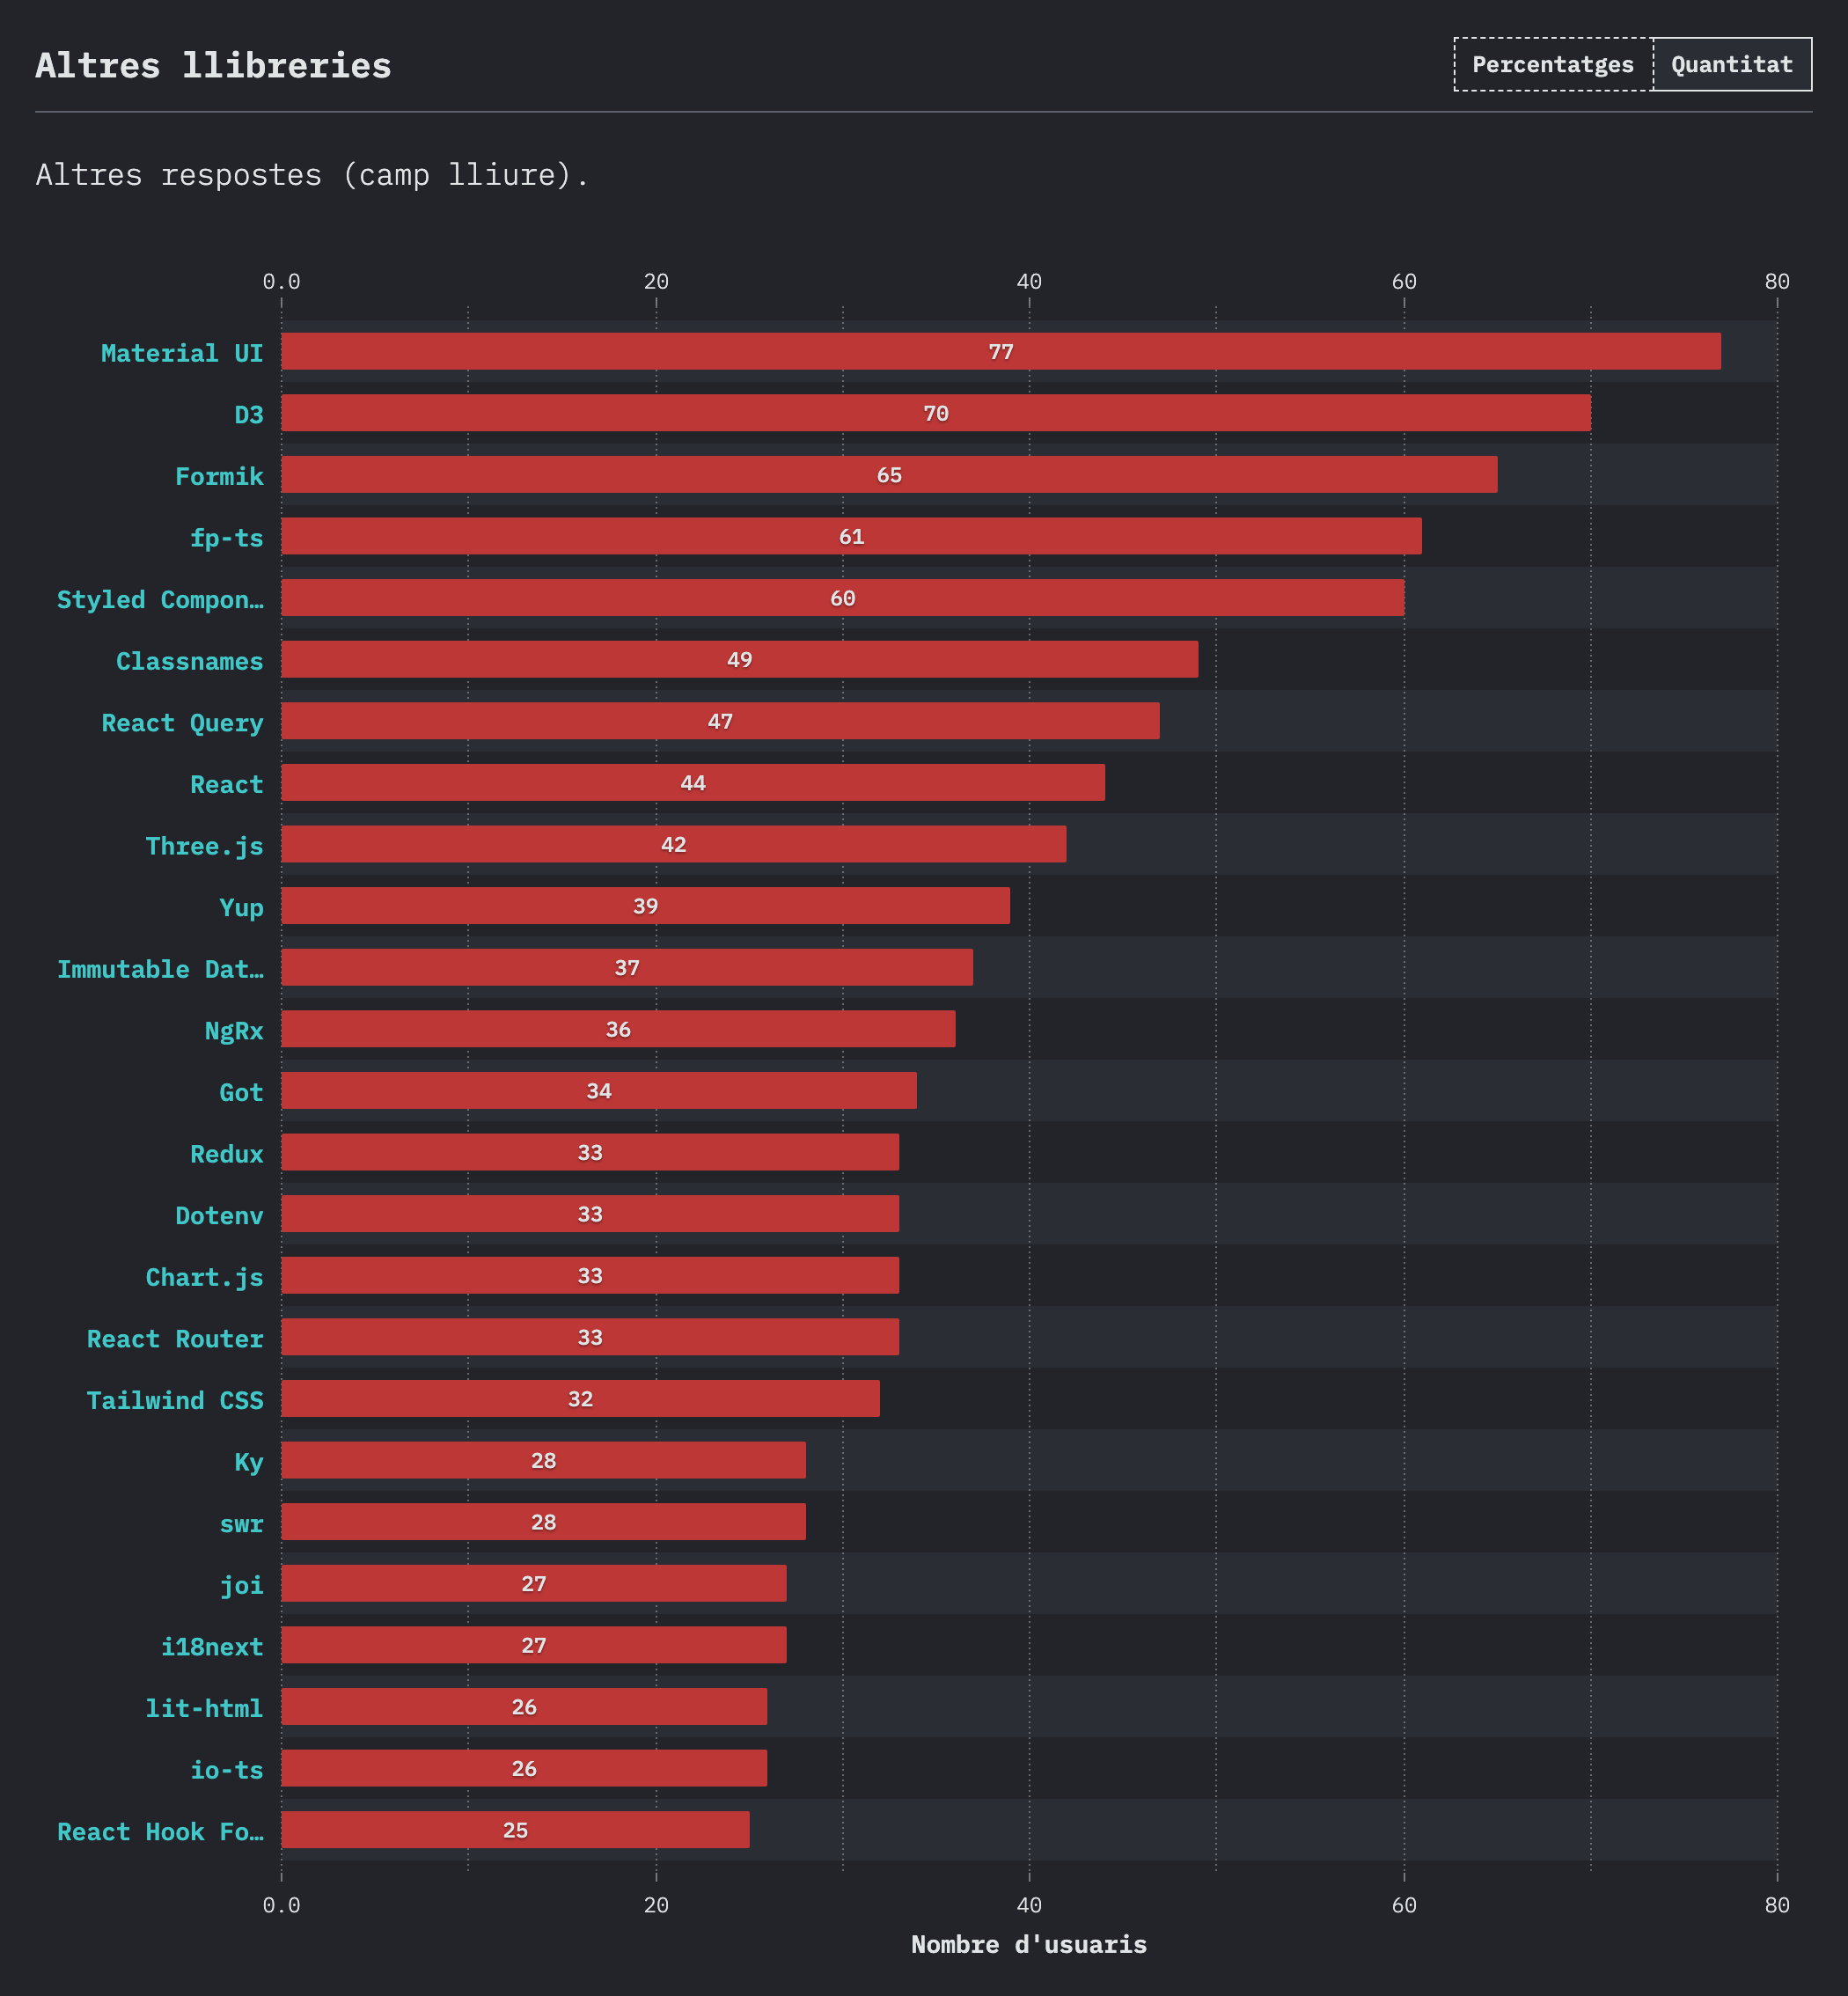 Altres llibreries
Percentatges Quantitat
Altres respostes (camp lliure).
0.0 20 40 60 80
Material UI 77
D3 70
Formik 65
fp-ts 61
Styled Compon… 60
Classnames 49
React Query 47
React 44
Three.js 42
Yup 39
Immutable Dat… 37
NgRx 36
Got 34
Redux 33
Dotenv 33
Chart.js 33
React Router 33
Tailwind CSS 32
Ky 28
swr 28
joi 27
i18next 27
lit-html 26
io-ts 26
React Hook Fo… 25
0.0 20 40 60 80
Nombre d'usuaris